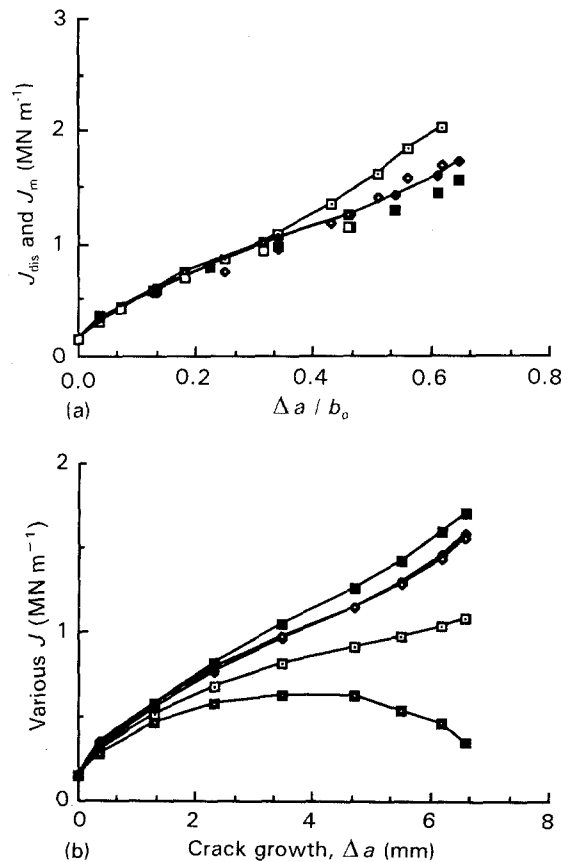 3
2
1
0
J_dis and J_m (MN m⁻¹)
0.0 0.2 0.4 0.6 0.8
(a) Δa / b_o
2
1
0
Various J (MN m⁻¹)
0 2 4 6 8
(b) Crack growth, Δa (mm)